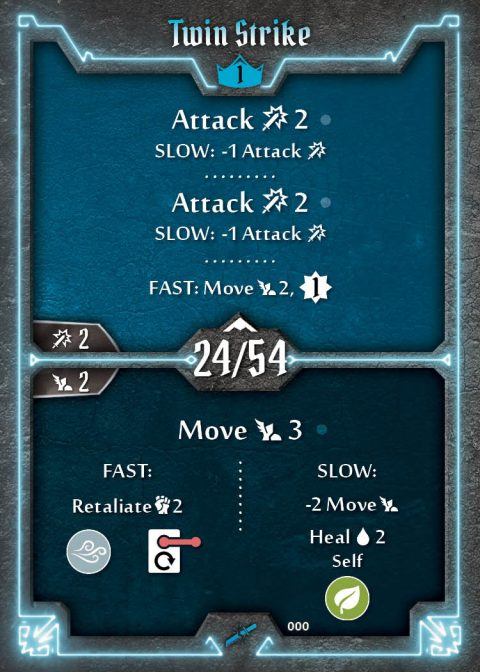 Twin Strike
1
Attack 2
SLOW: -1 Attack
Attack 2
SLOW: -1 Attack
FAST: Move 2, 1
2
24/54
2
Move 3
FAST:
Retaliate 2
SLOW:
-2 Move
Heal 2
Self
000